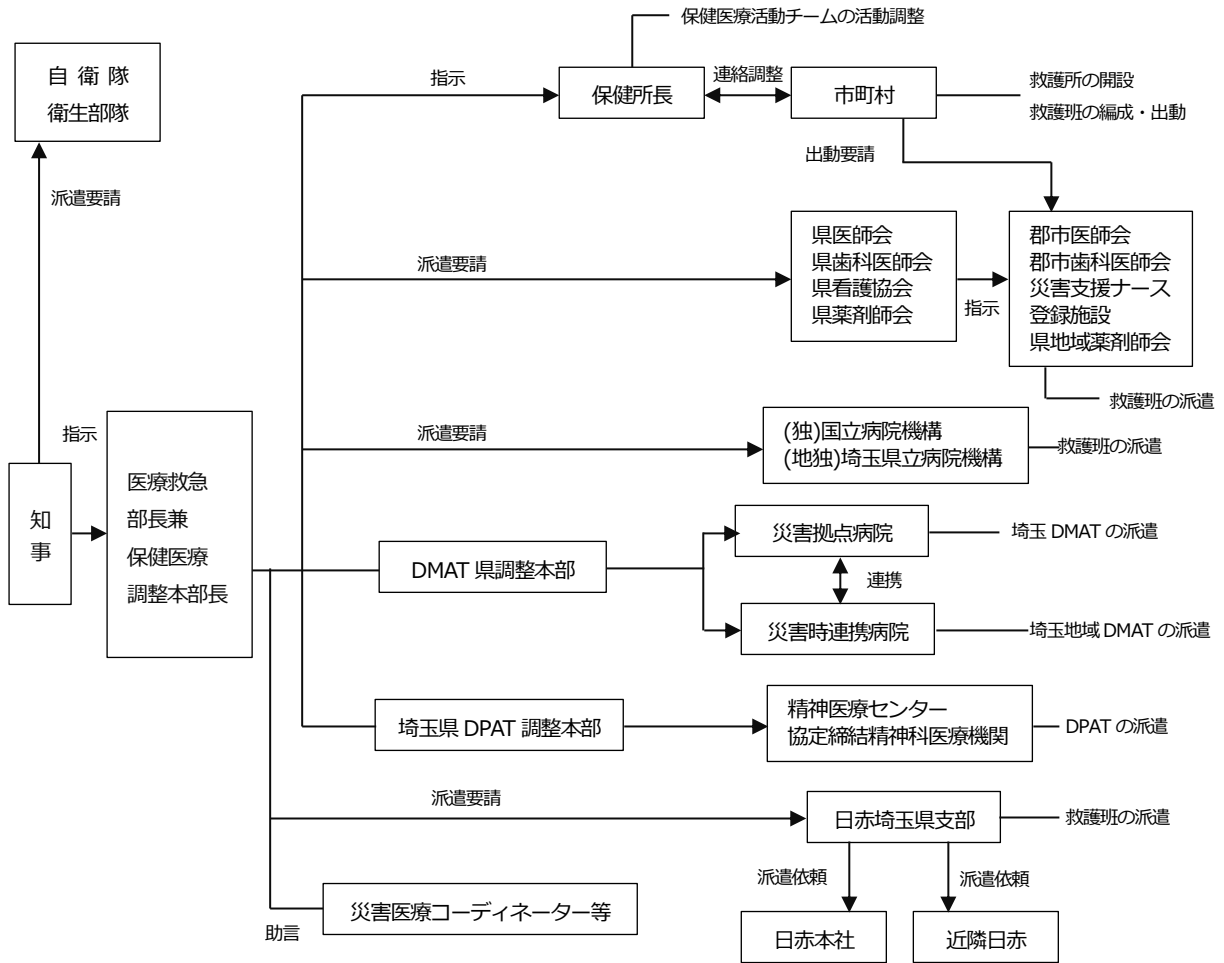 保健医療活動チームの活動調整
自 衛 隊
衛生部隊
指示
保健所長
連絡調整
市町村
救護所の開設
救護班の編成・出動
出動要請
派遣要請
派遣要請
県医師会
県歯科医師会
県看護協会
県薬剤師会
指示
郡市医師会
郡市歯科医師会
災害支援ナース
登録施設
県地域薬剤師会
救護班の派遣
指示
知
事
医療救急
部長兼
保健医療
調整本部長
派遣要請
(独)国立病院機構
(地独)埼玉県立病院機構
救護班の派遣
DMAT 県調整本部
災害拠点病院
埼玉 DMAT の派遣
連携
災害時連携病院
埼玉地域 DMAT の派遣
埼玉県 DPAT 調整本部
精神医療センター
協定締結精神科医療機関
DPAT の派遣
派遣要請
日赤埼玉県支部
救護班の派遣
派遣依頼
派遣依頼
災害医療コーディネーター等
助言
日赤本社
近隣日赤